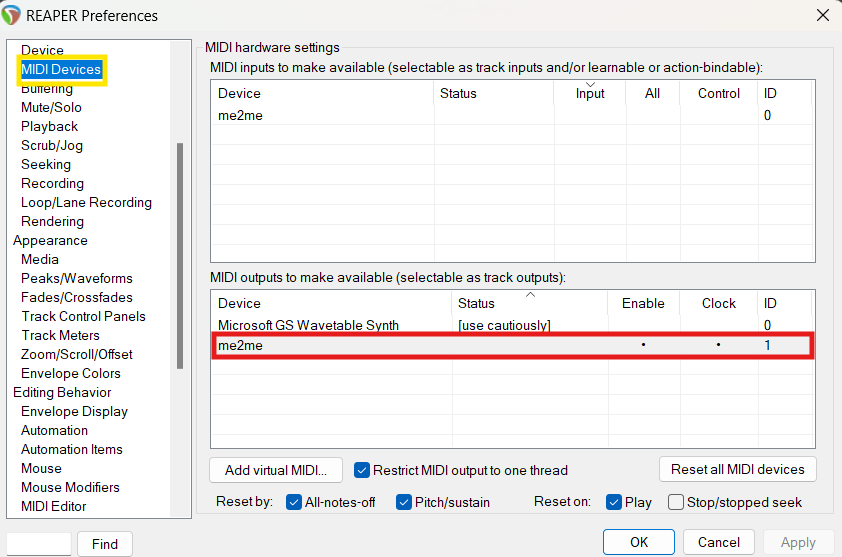 REAPER Preferences
Device
MIDI Devices
Buffering
Mute/Solo
Playback
Scrub/Jog
Seeking
Recording
Loop/Lane Recording
Rendering
Appearance
Media
Peaks/Waveforms
Fades/Crossfades
Track Control Panels
Track Meters
Zoom/Scroll/Offset
Envelope Colors
Editing Behavior
Envelope Display
Automation
Automation Items
Mouse
Mouse Modifiers
MIDI Editor
Find
MIDI hardware settings
MIDI inputs to make available (selectable as track inputs and/or learnable or action-bindable):
Device Status Input All Control ID
me2me 0
MIDI outputs to make available (selectable as track outputs):
Device Status Enable Clock ID
Microsoft GS Wavetable Synth [use cautiously] 0
me2me • • 1
Add virtual MIDI... Restrict MIDI output to one thread Reset all MIDI devices
Reset by: All-notes-off Pitch/sustain Reset on: Play Stop/stopped seek
OK Cancel Apply